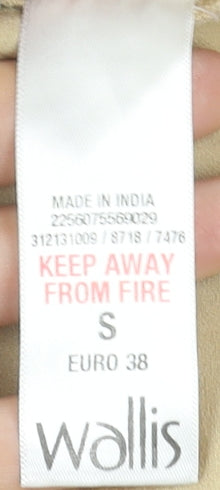 MADE IN INDIA
2256075569029
312131009 / 8718 / 7476
KEEP AWAY
FROM FIRE
S
EURO 38
wallis